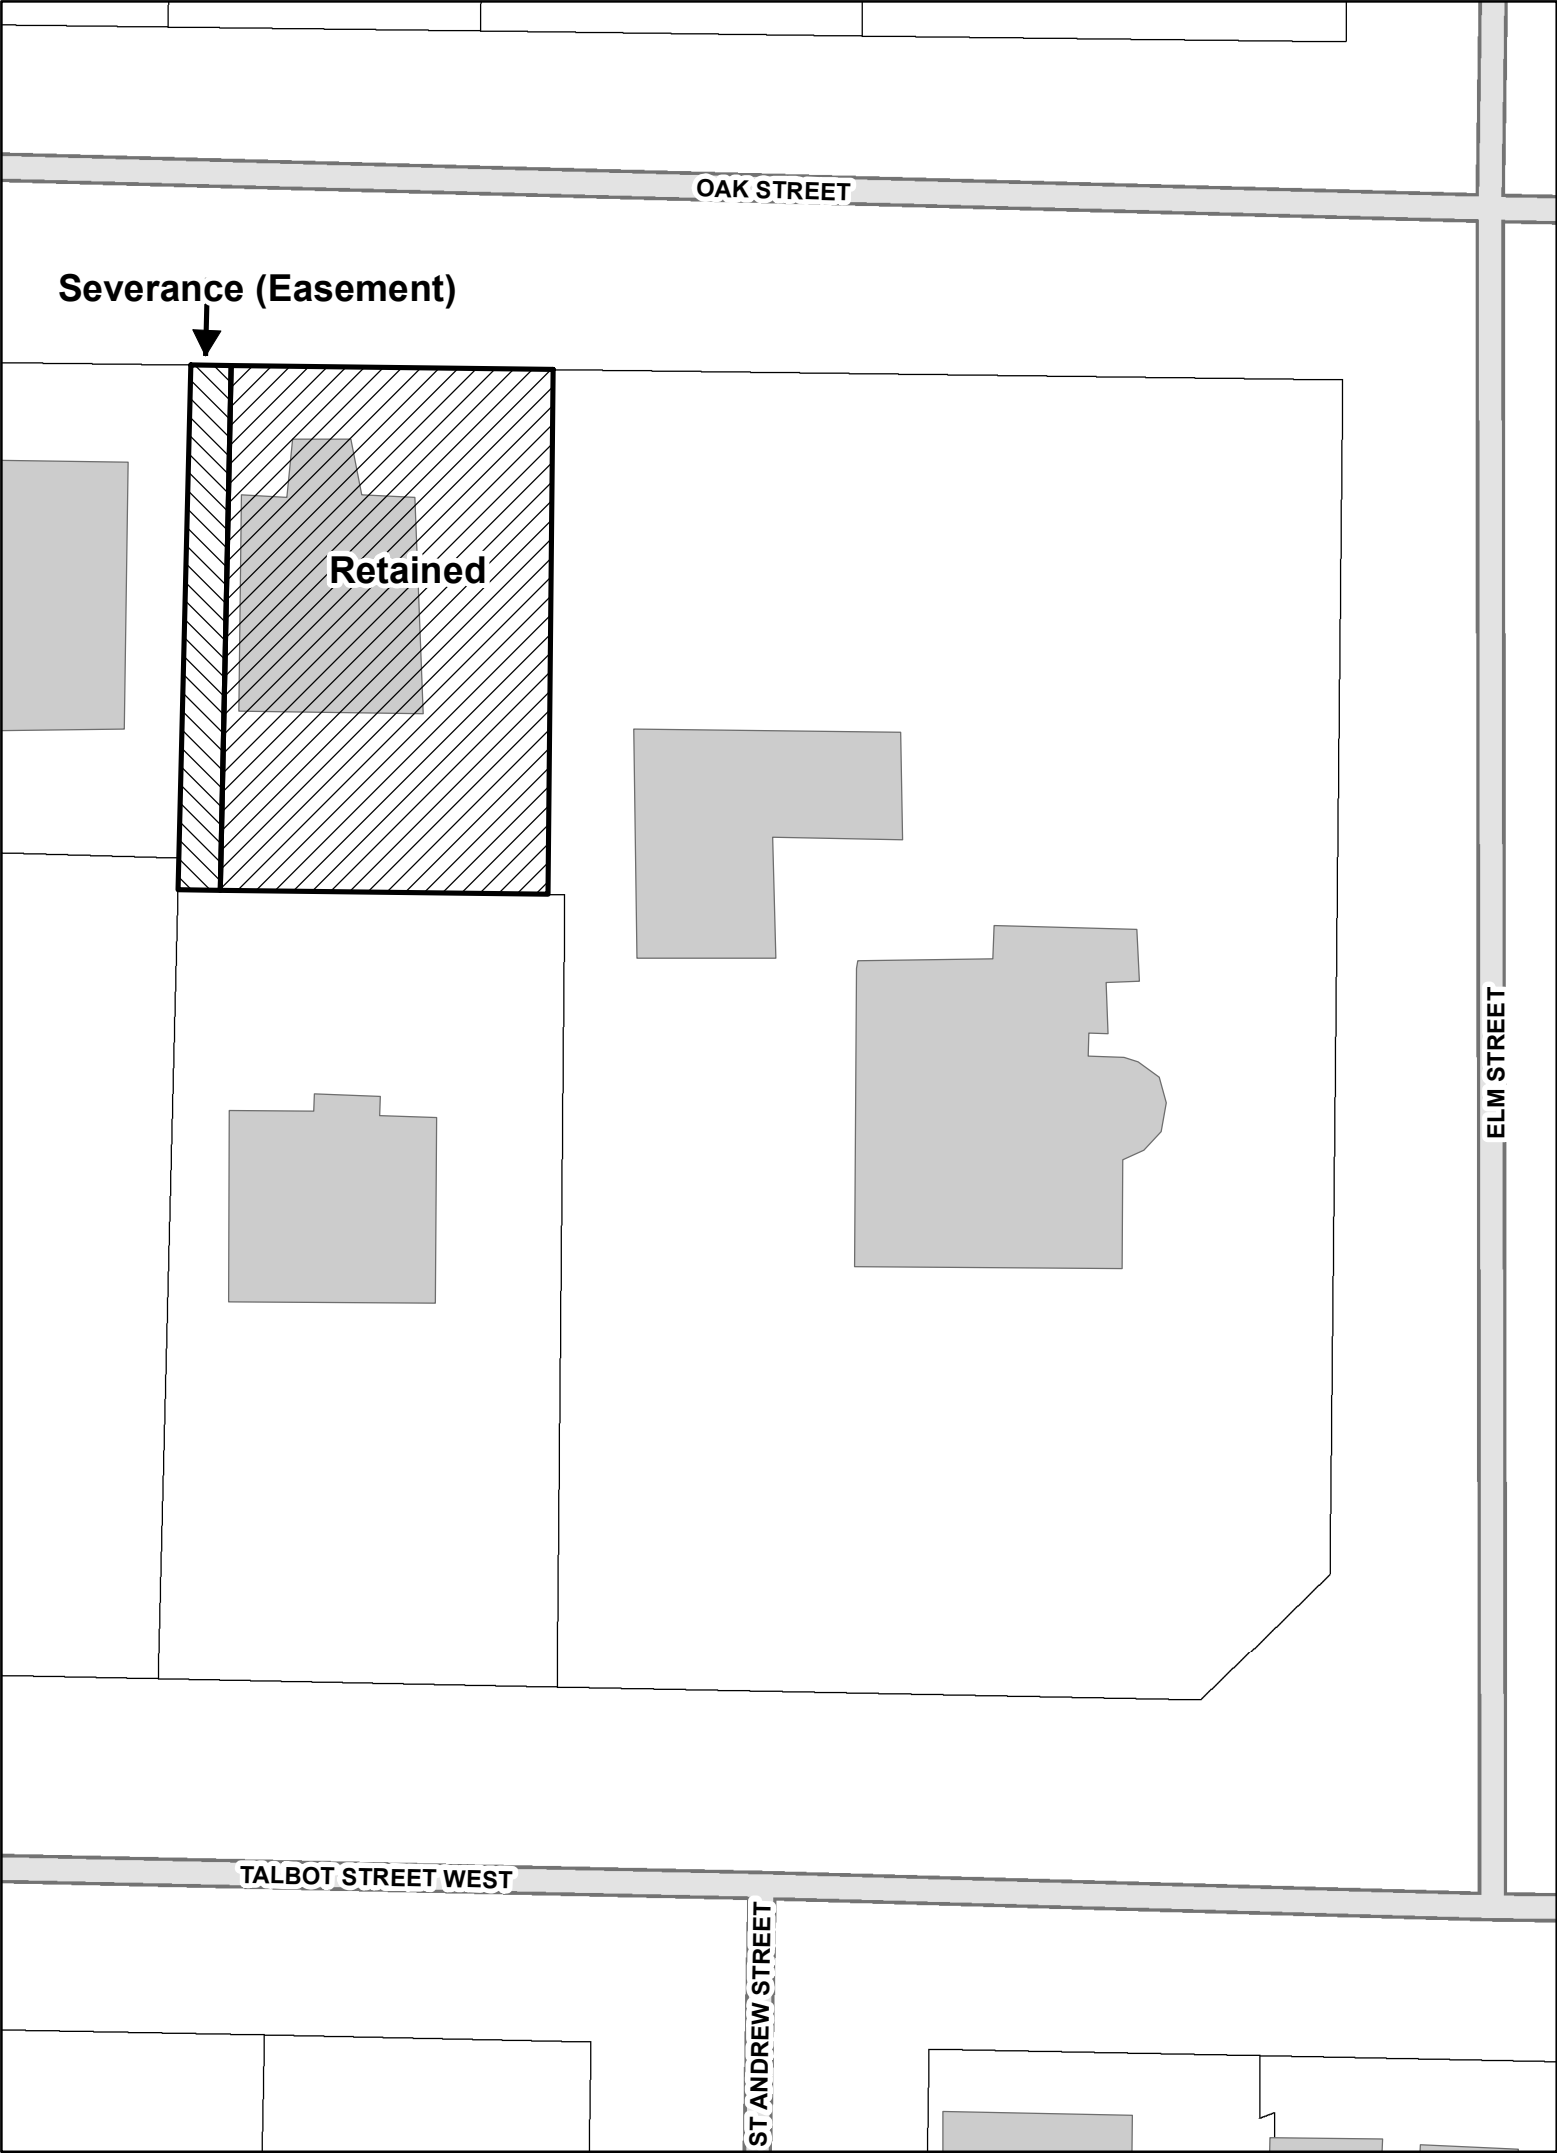 OAK STREET
Severance (Easement)
Retained
ELM STREET
TALBOT STREET WEST
ST ANDREW STREET